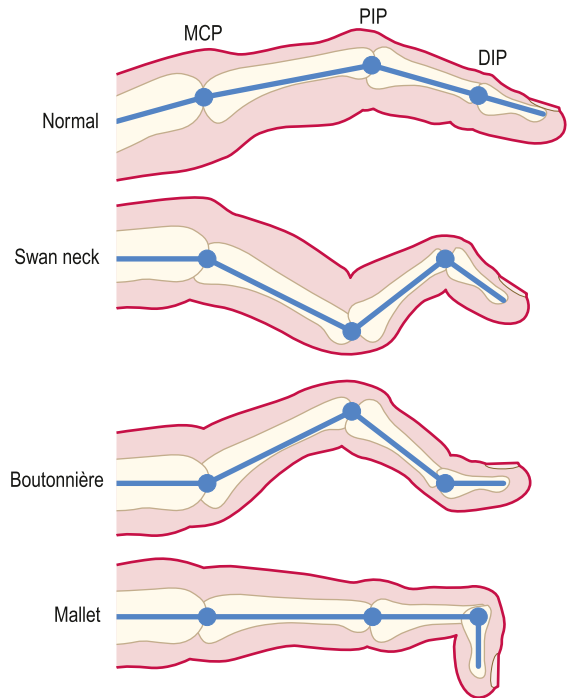 MCP
PIP
DIP
Normal
Swan neck
Boutonnière
Mallet